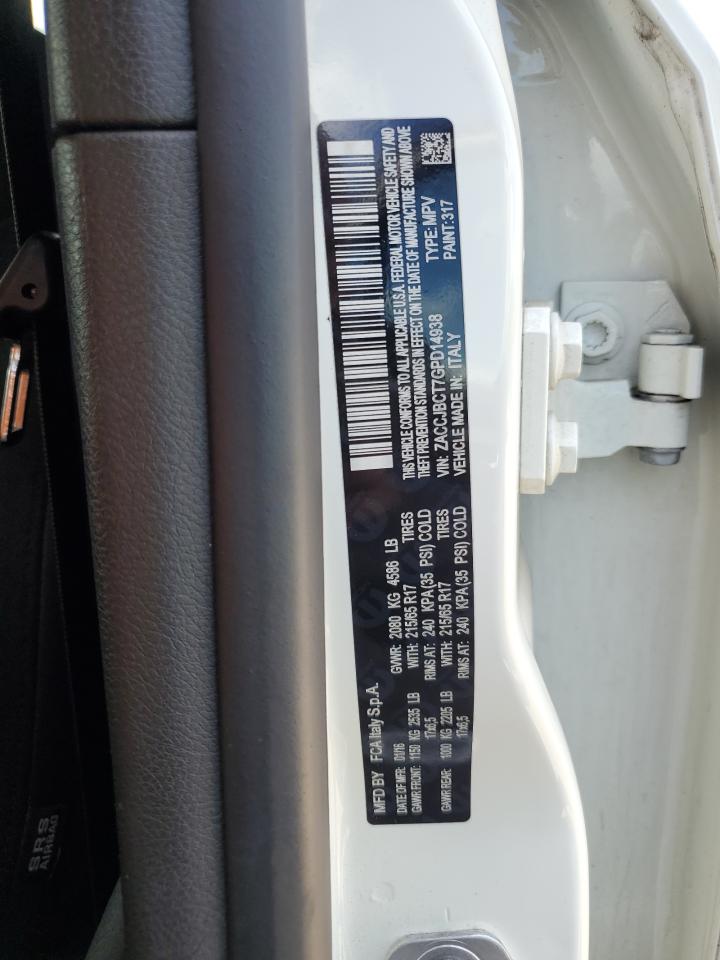 MFD BY FCA Italy S.p.A.
DATE OF MFR: 01/16 GVWR: 2080 KG 4586 LB
GAWR FRONT: 1150 KG 2535 LB WITH: 215/65 R17 TIRES
17x6,5 RIMS AT: 240 KPA(35 PSI) COLD
GAWR REAR: 1000 KG 2205 LB WITH: 215/65 R17 TIRES
17x6,5 RIMS AT: 240 KPA (35 PSI) COLD
THIS VEHICLE CONFORMS TO ALL APPLICABLE U.S.A. FEDERAL MOTOR VEHICLE SAFETY AND
THEFT PREVENTION STANDARDS IN EFFECT ON THE DATE OF MANUFACTURE SHOWN ABOVE
VIN: ZACCJBCT7GPD14938 TYPE: MPV
VEHICLE MADE IN: ITALY PAINT:317
SRS
AIRBAG